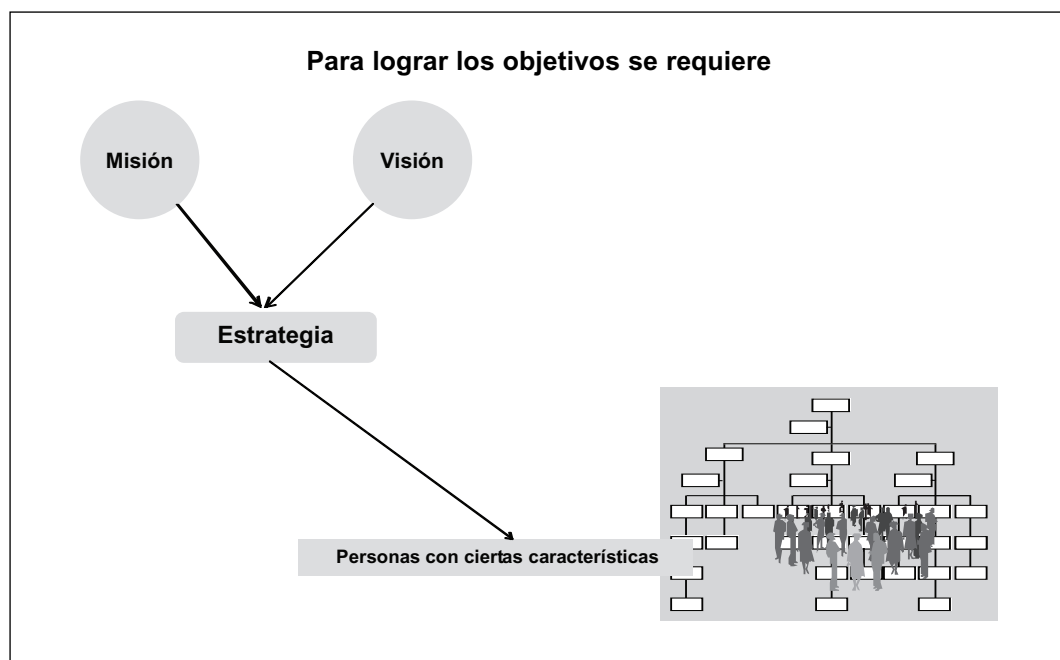 Para lograr los objetivos se requiere
Misión
Visión
Estrategia
Personas con ciertas características